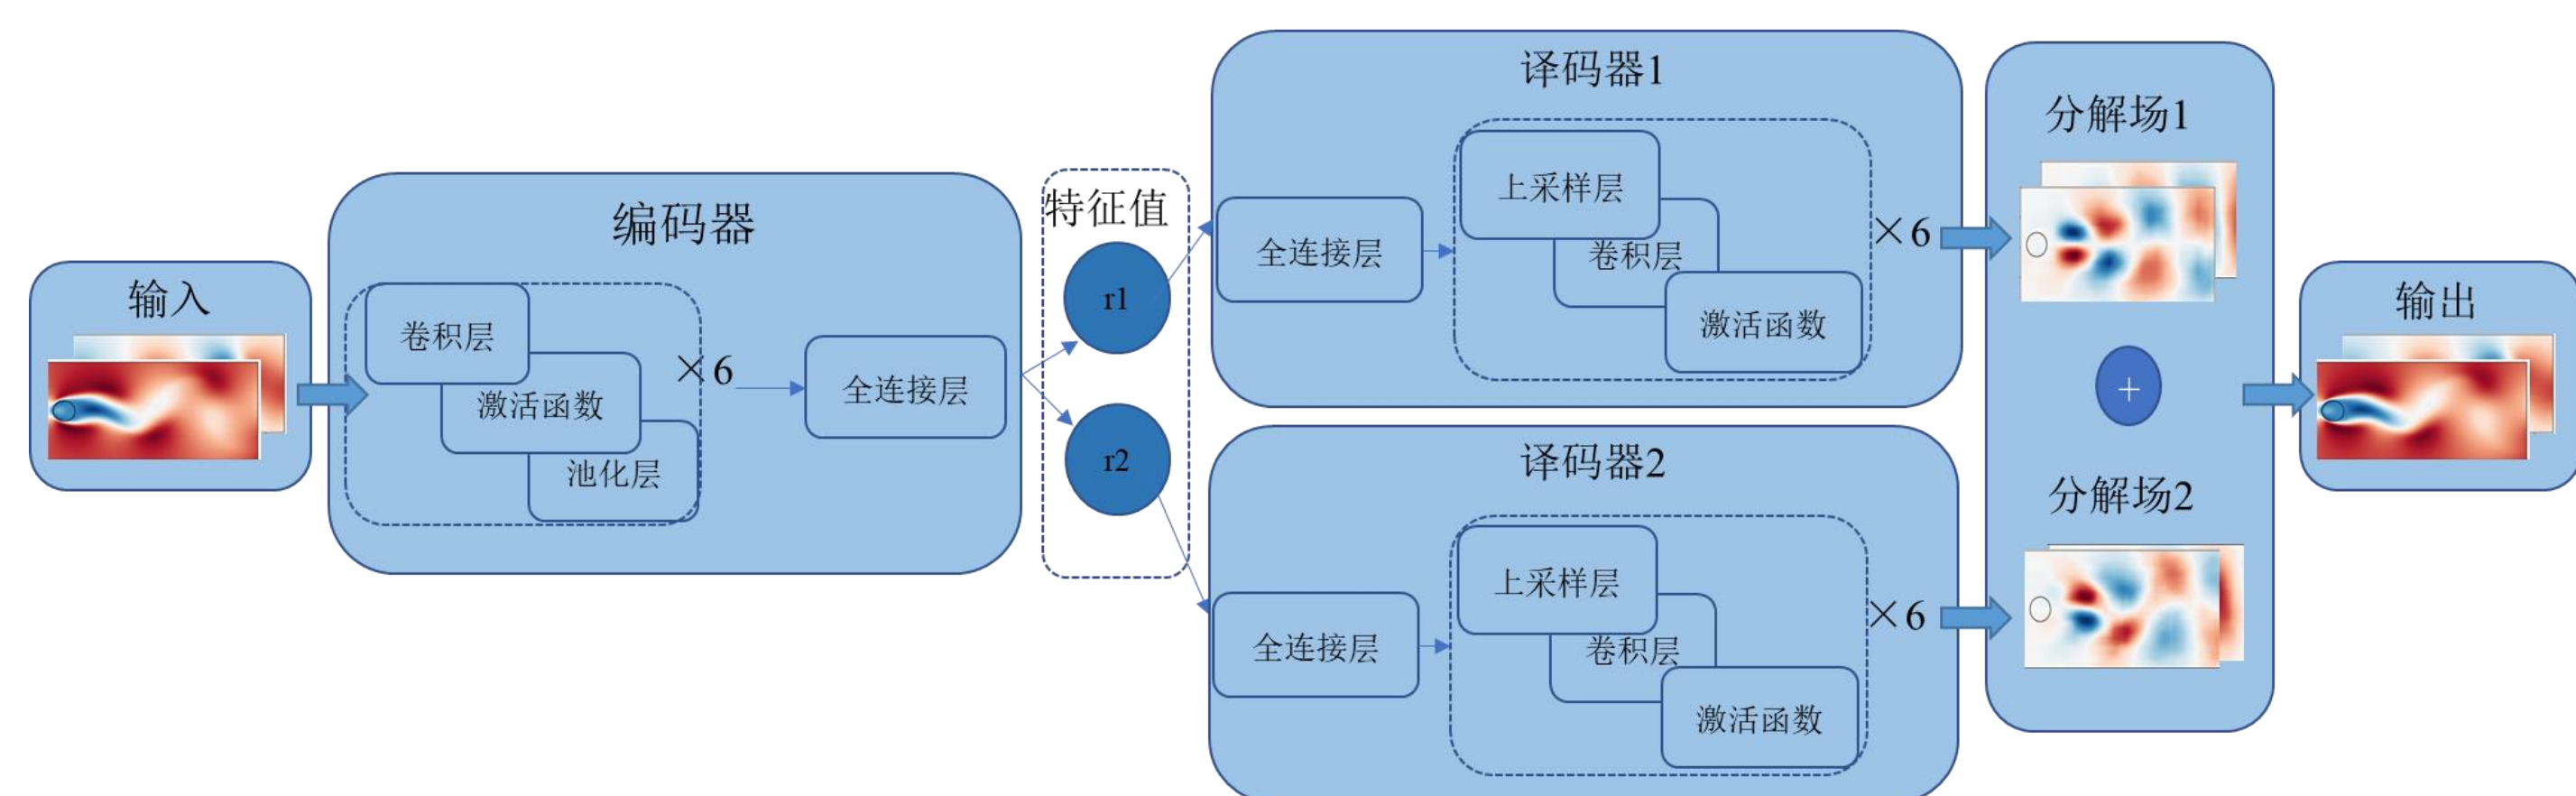 输入
编码器
卷积层
激活函数
池化层
×6
全连接层
特征值
r1
r2
译码器1
全连接层
上采样层
卷积层
激活函数
×6
译码器2
全连接层
上采样层
卷积层
激活函数
×6
分解场1
+
分解场2
输出